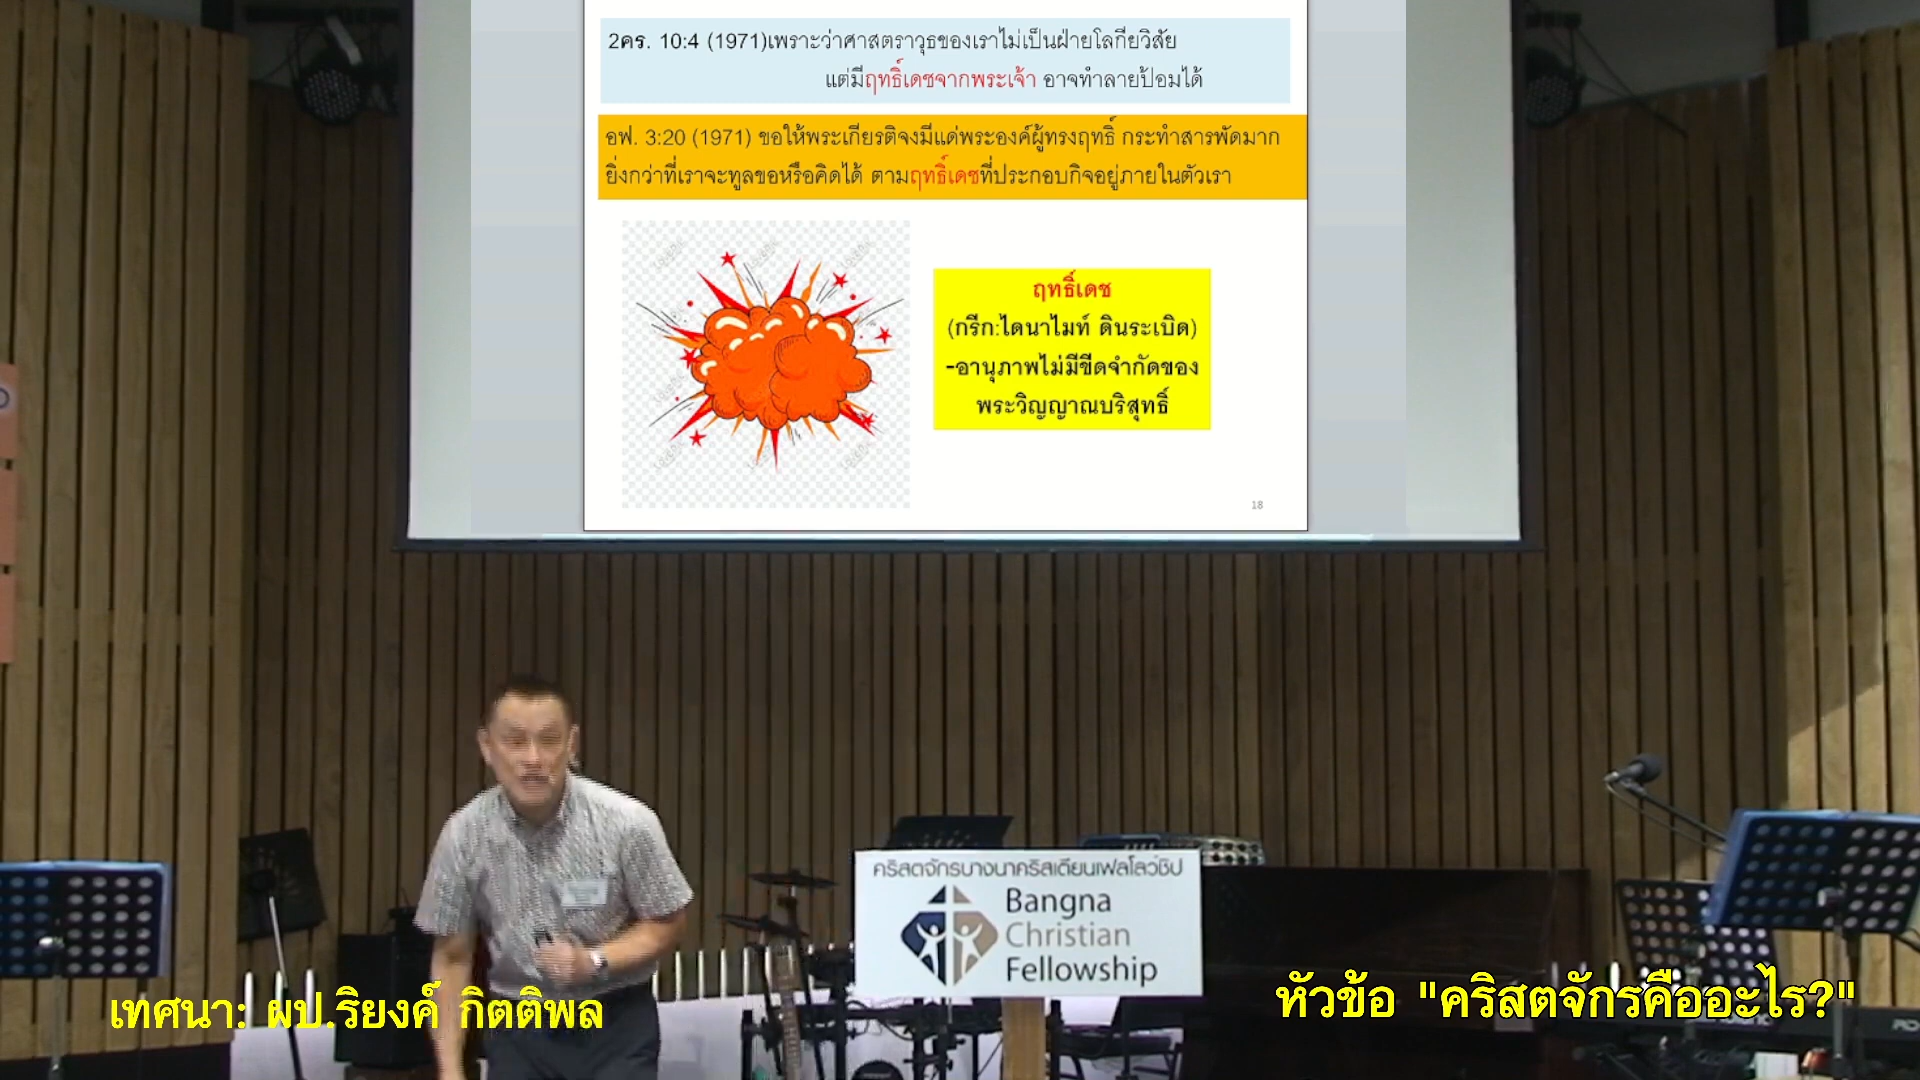 2คร. 10:4 (1971)เพราะว่าศาสตราวุธของเราไม่เป็นฝ่ายโลกียวิสัย
แต่มีฤทธิ์เดชจากพระเจ้า อาจทำลายป้อมได้
อฟ. 3:20 (1971) ขอให้พระเกียรติจงมีแด่พระองค์ผู้ทรงฤทธิ์ กระทำสารพัดมาก
ยิ่งกว่าที่เราจะทูลขอหรือคิดได้ ตามฤทธิ์เดชที่ประกอบกิจอยู่ภายในตัวเรา
ฤทธิ์เดช
(กรีก:ไดนาไมท์ ดินระเบิด)
-อานุภาพไม่มีขีดจำกัดของ
พระวิญญาณบริสุทธิ์
18
คริสตจักรบางนาคริสเตียนเฟลโลว์ชิป
Bangna
Christian
Fellowship
เทศนา: ผป.ริยงค์ กิตติพล
หัวข้อ "คริสตจักรคืออะไร?"